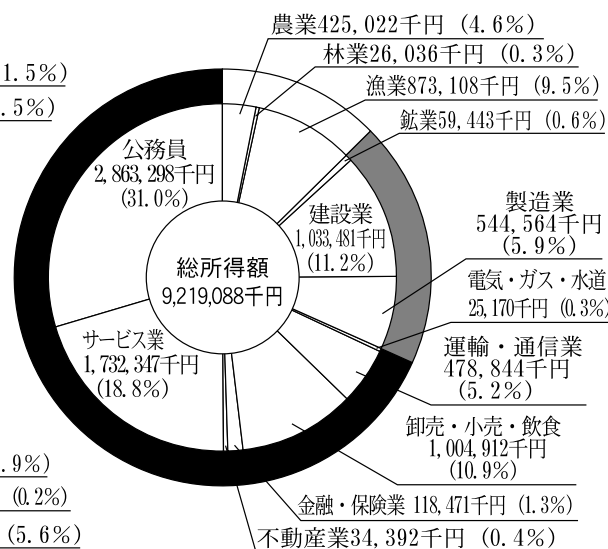 農業425,022千円（4.6%）
林業26,036千円（0.3%）
漁業873,108千円（9.5%）
鉱業59,443千円（0.6%）
1.5%）
.5%）
公務員
2,863,298千円
（31.0%）
建設業
1,033,481千円
（11.2%）
製造業
544,564千円
（5.9%）
総所得額
9,219,088千円
電気・ガス・水道
25,170千円（0.3%）
サービス業
1,732,347千円
（18.8%）
運輸・通信業
478,844千円
（5.2%）
卸売・小売・飲食
1,004,912千円
（10.9%）
.9%）
（0.2%）
（5.6%）
金融・保険業 118,471千円（1.3%）
不動産業34,392千円（0.4%）